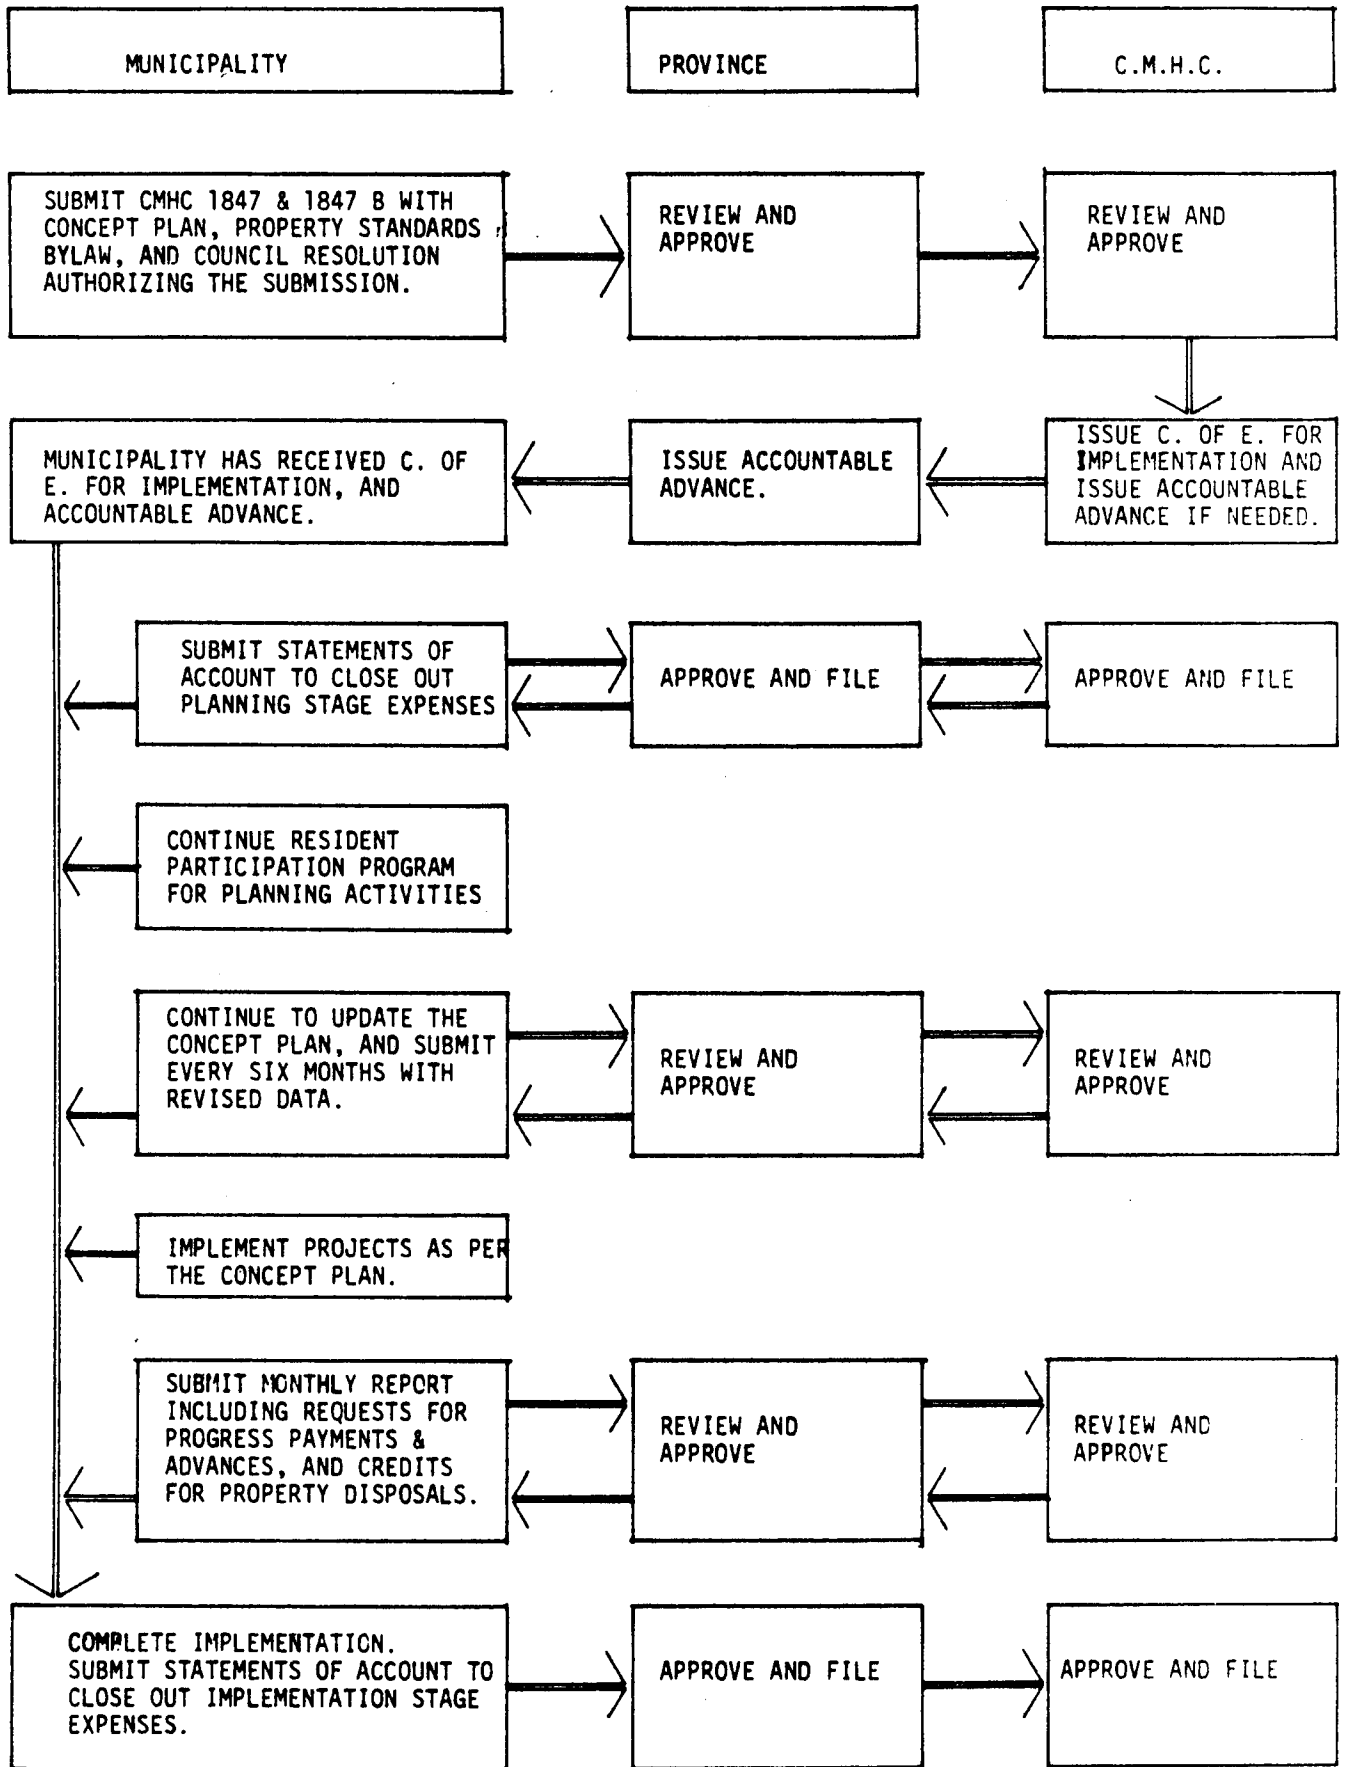 MUNICIPALITY
PROVINCE
C.M.H.C.
SUBMIT CMHC 1847 & 1847 B WITH
CONCEPT PLAN, PROPERTY STANDARDS
BYLAW, AND COUNCIL RESOLUTION
AUTHORIZING THE SUBMISSION.
REVIEW AND
APPROVE
REVIEW AND
APPROVE
MUNICIPALITY HAS RECEIVED C. OF
E. FOR IMPLEMENTATION, AND
ACCOUNTABLE ADVANCE.
ISSUE ACCOUNTABLE
ADVANCE.
ISSUE C. OF E. FOR
IMPLEMENTATION AND
ISSUE ACCOUNTABLE
ADVANCE IF NEEDED.
SUBMIT STATEMENTS OF
ACCOUNT TO CLOSE OUT
PLANNING STAGE EXPENSES
APPROVE AND FILE
APPROVE AND FILE
CONTINUE RESIDENT
PARTICIPATION PROGRAM
FOR PLANNING ACTIVITIES
CONTINUE TO UPDATE THE
CONCEPT PLAN, AND SUBMIT
EVERY SIX MONTHS WITH
REVISED DATA.
REVIEW AND
APPROVE
REVIEW AND
APPROVE
IMPLEMENT PROJECTS AS PER
THE CONCEPT PLAN.
SUBMIT MONTHLY REPORT
INCLUDING REQUESTS FOR
PROGRESS PAYMENTS &
ADVANCES, AND CREDITS
FOR PROPERTY DISPOSALS.
REVIEW AND
APPROVE
REVIEW AND
APPROVE
COMPLETE IMPLEMENTATION.
SUBMIT STATEMENTS OF ACCOUNT TO
CLOSE OUT IMPLEMENTATION STAGE
EXPENSES.
APPROVE AND FILE
APPROVE AND FILE